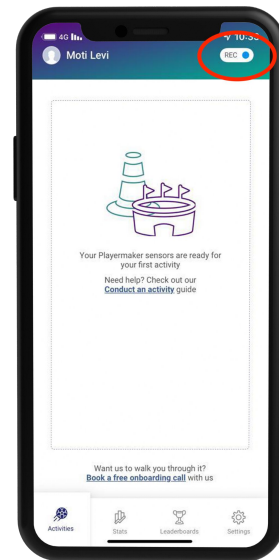 4G
10:33
Moti Levi
REC.
Your Playermaker sensors are ready for
your first activity
Need help? Check out our
Conduct an activity guide
Want us to walk you through it?
Book a free onboarding call with us
Activities
Stats
Leaderboards
Settings